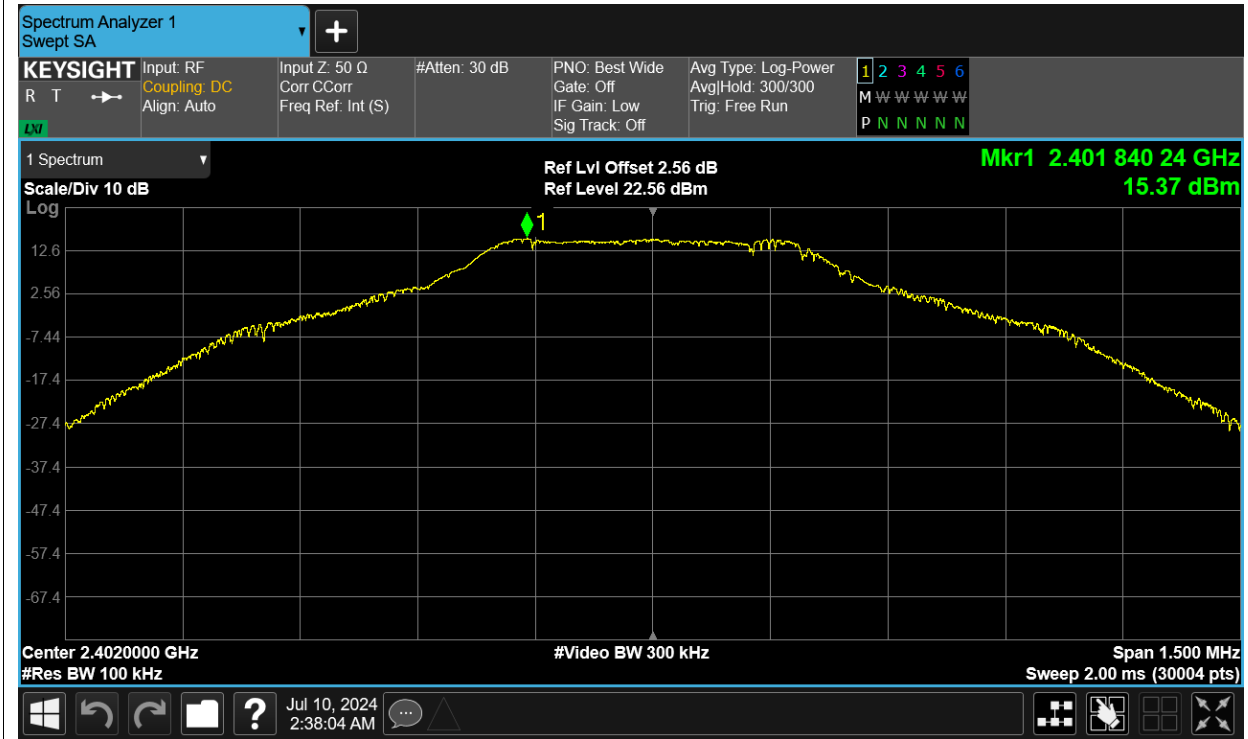 Spectrum Analyzer 1
Swept SA
KEYSIGHT
R T
LXI
Input: RF
Coupling: DC
Align: Auto
Input Z: 50 Ω
Corr CCorr
Freq Ref: Int (S)
#Atten: 30 dB
PNO: Best Wide
Gate: Off
IF Gain: Low
Sig Track: Off
Avg Type: Log-Power
Avg|Hold: 300/300
Trig: Free Run
1 2 3 4 5 6
M W W W W W
P N N N N N
1 Spectrum
Scale/Div 10 dB
Log
Ref Lvl Offset 2.56 dB
Ref Level 22.56 dBm
Mkr1 2.401 840 24 GHz
15.37 dBm
1
12.6
2.56
-7.44
-17.4
-27.4
-37.4
-47.4
-57.4
-67.4
Center 2.4020000 GHz
#Res BW 100 kHz
#Video BW 300 kHz
Span 1.500 MHz
Sweep 2.00 ms (30004 pts)
?
Jul 10, 2024
2:38:04 AM